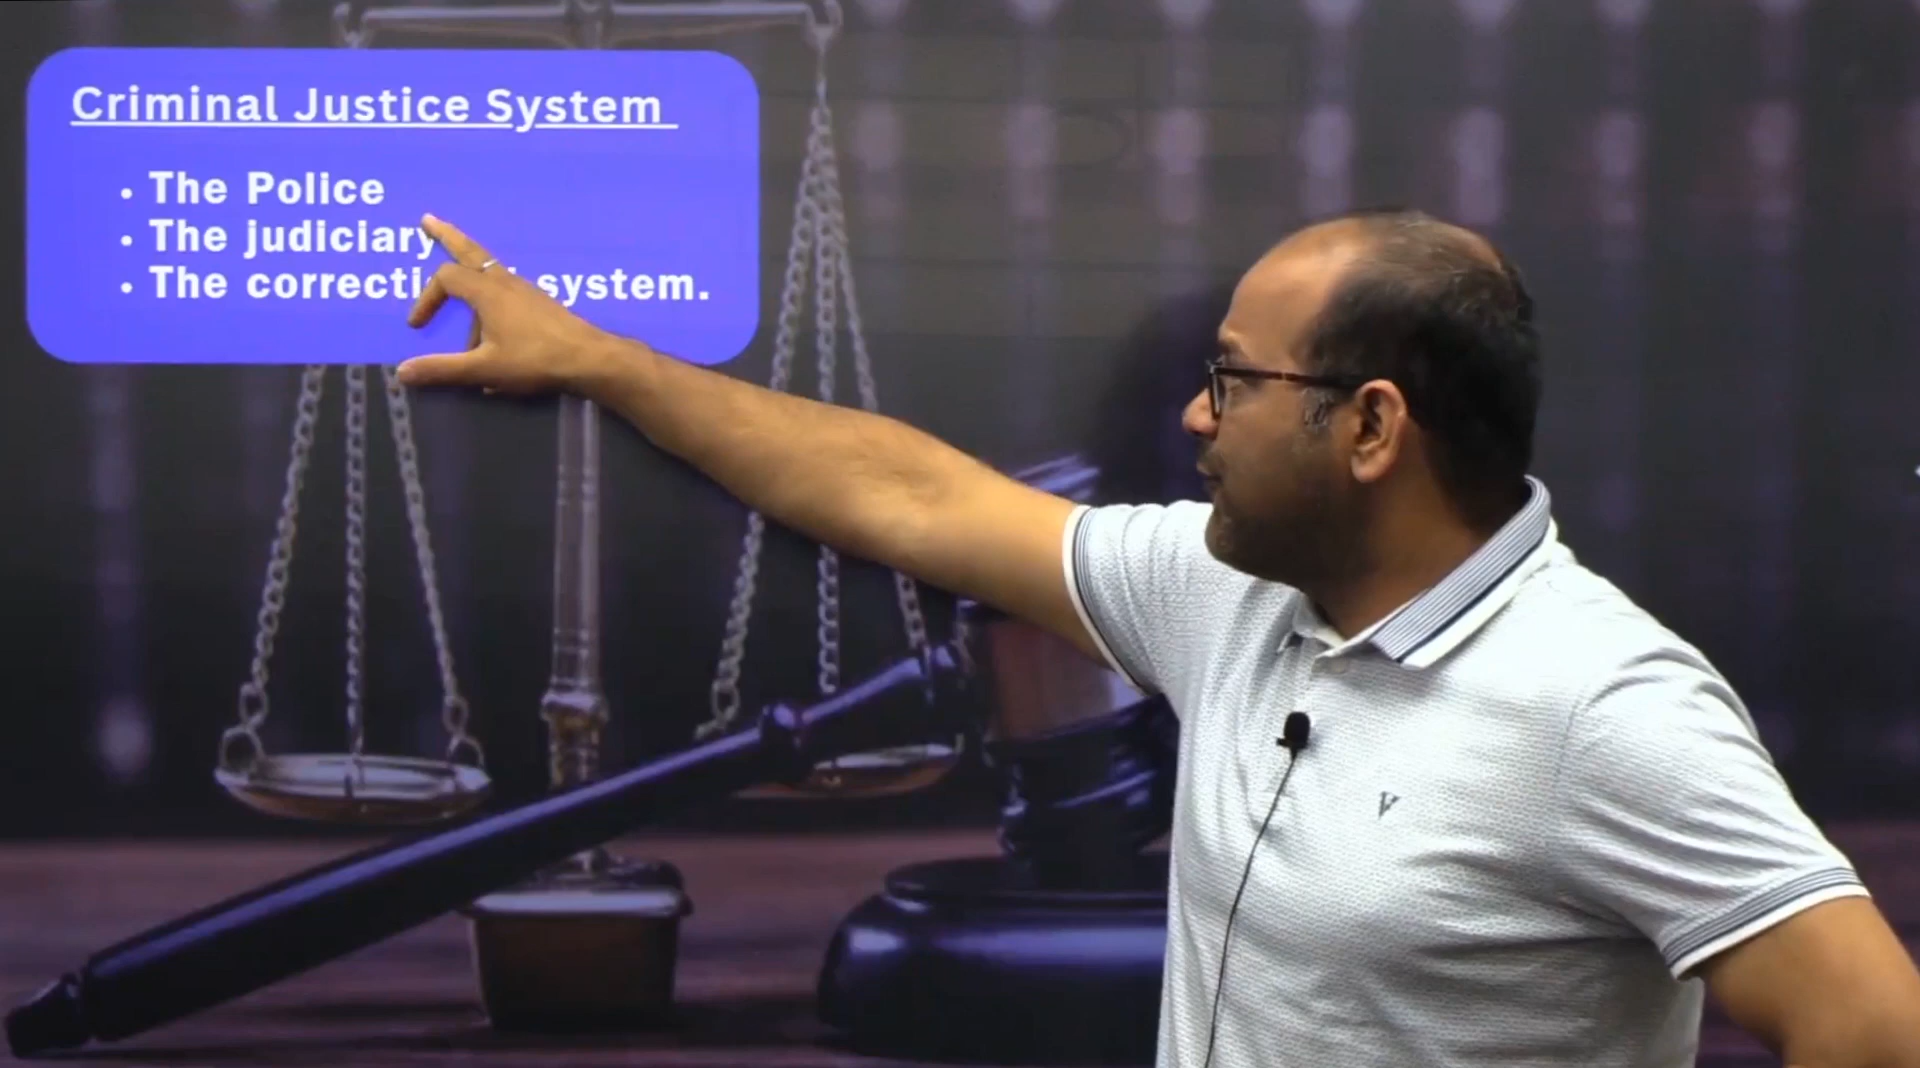 Criminal Justice System
• The Police
• The judiciary
• The system.
V